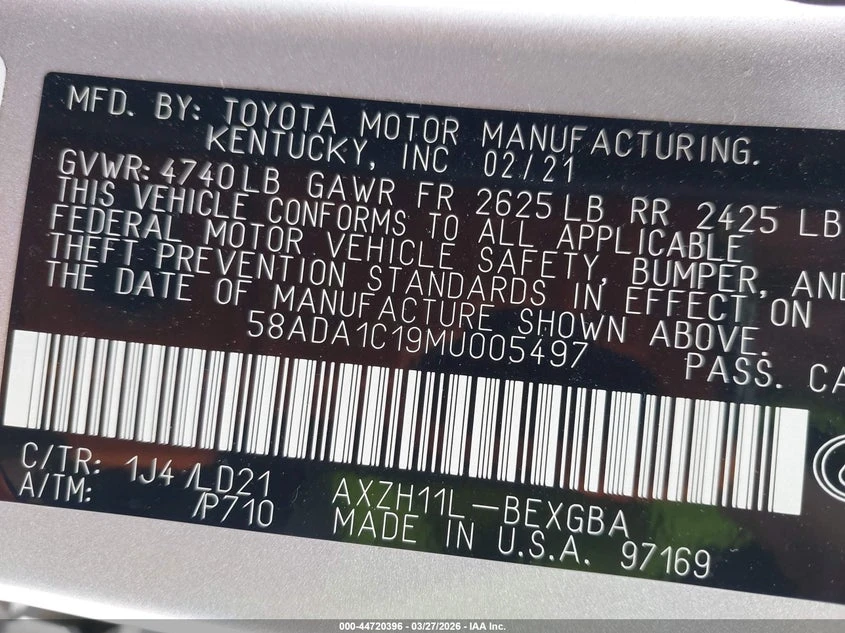 MFD. BY: TOYOTA MOTOR MANUFACTURING.
KENTUCKY, INC 02/21
GVWR: 4740LB GAWR FR 2625LB RR 2425 LB
THIS VEHICLE CONFORMS TO ALL APPLICABLE
FEDERAL MOTOR VEHICLE SAFETY, BUMPER, AND
THEFT PREVENTION STANDARDS IN EFFECT ON
THE DATE OF MANUFACTURE SHOWN ABOVE.
58ADA1C19MU005497 PASS. CA
C/TR: 1J4 /LD21 AXZH11L-BEXGBA
A/TM: /P710 MADE IN U.S.A. 97169
000-44720396 | 03/27/2026 - IAA Inc.